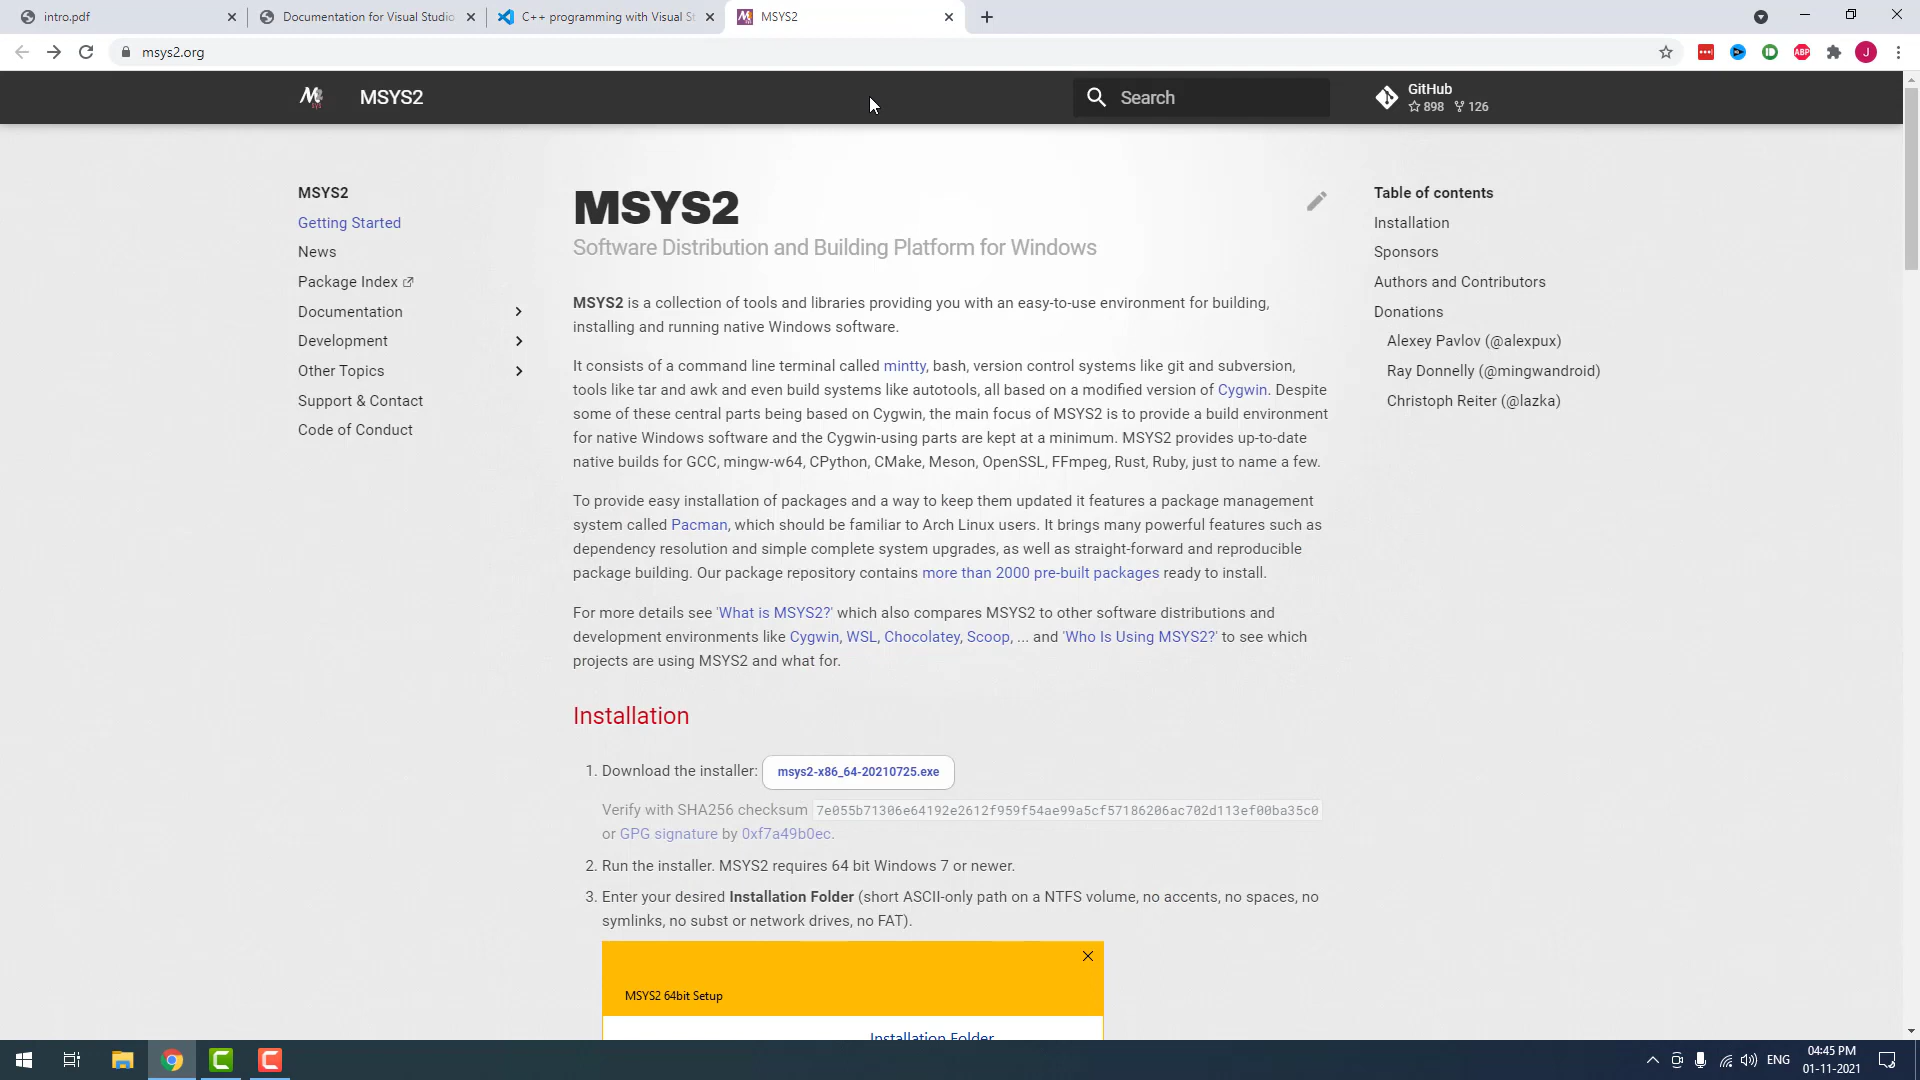 intro.pdf
Documentation for Visual Studio
C++ programming with Visual St
MSYS2
msys2.org
ABP
J
MSYS2
Search
GitHub
898 126
MSYS2
Getting Started
News
Package Index
Documentation
Development
Other Topics
Support & Contact
Code of Conduct
MSYS2
Software Distribution and Building Platform for Windows
MSYS2 is a collection of tools and libraries providing you with an easy-to-use environment for building,
installing and running native Windows software.
It consists of a command line terminal called mintty, bash, version control systems like git and subversion,
tools like tar and awk and even build systems like autotools, all based on a modified version of Cygwin. Despite
some of these central parts being based on Cygwin, the main focus of MSYS2 is to provide a build environment
for native Windows software and the Cygwin-using parts are kept at a minimum. MSYS2 provides up-to-date
native builds for GCC, mingw-w64, CPython, CMake, Meson, OpenSSL, FFmpeg, Rust, Ruby, just to name a few.
To provide easy installation of packages and a way to keep them updated it features a package management
system called Pacman, which should be familiar to Arch Linux users. It brings many powerful features such as
dependency resolution and simple complete system upgrades, as well as straight-forward and reproducible
package building. Our package repository contains more than 2000 pre-built packages ready to install.
For more details see 'What is MSYS2?' which also compares MSYS2 to other software distributions and
development environments like Cygwin, WSL, Chocolatey, Scoop, ... and 'Who Is Using MSYS2?' to see which
projects are using MSYS2 and what for.
Installation
1. Download the installer: msys2-x86_64-20210725.exe
Verify with SHA256 checksum 7e055b71306e64192e2612f959f54ae99a5cf57186206ac702d113ef00ba35c0
or GPG signature by 0xf7a49b0ec.
2. Run the installer. MSYS2 requires 64 bit Windows 7 or newer.
3. Enter your desired Installation Folder (short ASCII-only path on a NTFS volume, no accents, no spaces, no
symlinks, no subst or network drives, no FAT).
MSYS2 64bit Setup
Installation Folder
Table of contents
Installation
Sponsors
Authors and Contributors
Donations
Alexey Pavlov (@alexpux)
Ray Donnelly (@mingwandroid)
Christoph Reiter (@lazka)
ENG
04:45 PM
01-11-2021